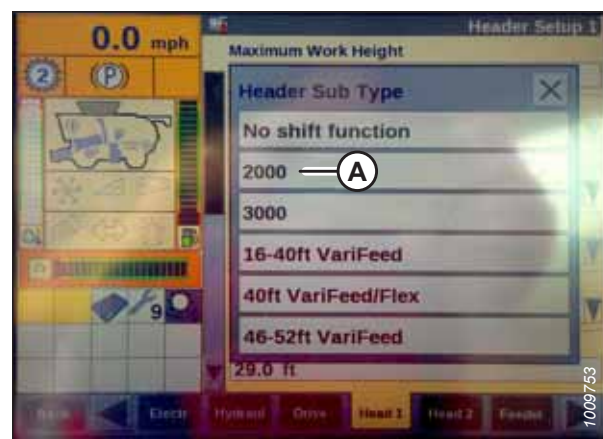 0.0 mph
Header Setup 1
Maximum Work Height
2
(P)
Header Sub Type
No shift function
2000
A
3000
16-40ft VariFeed
40ft VariFeed/Flex
46-52ft VariFeed
9
29.0 ft
Back
Electr
Hydraul
Drive
Head 1
Head 2
Feeder
1009753